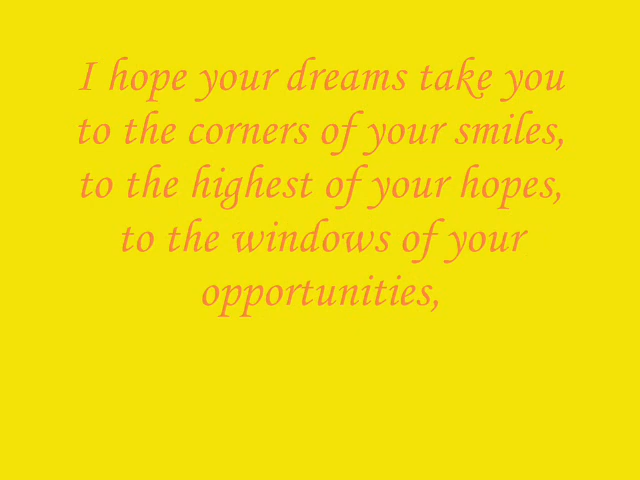 I hope your dreams take you
to the corners of your smiles,
to the highest of your hopes,
to the windows of your
opportunities,